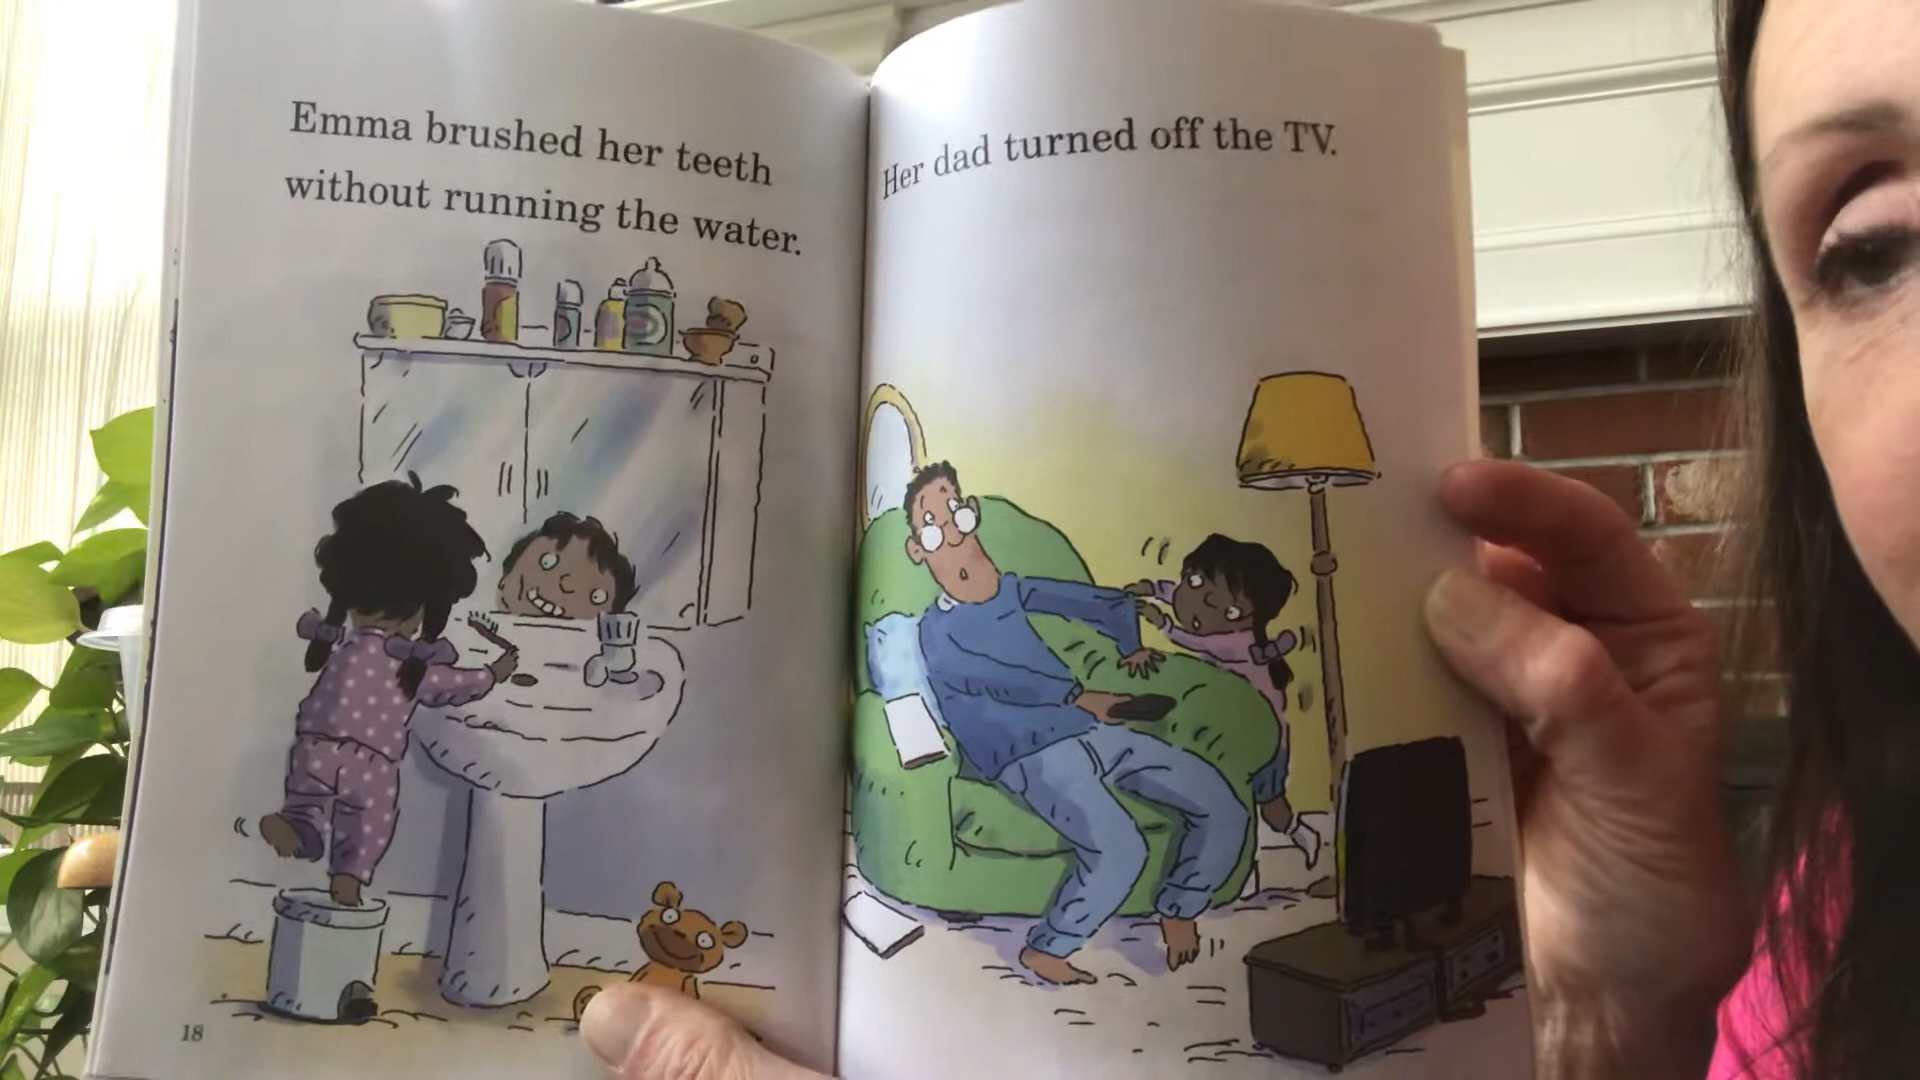 Emma brushed her teeth
without running the water.
Her dad turned off the TV.
18